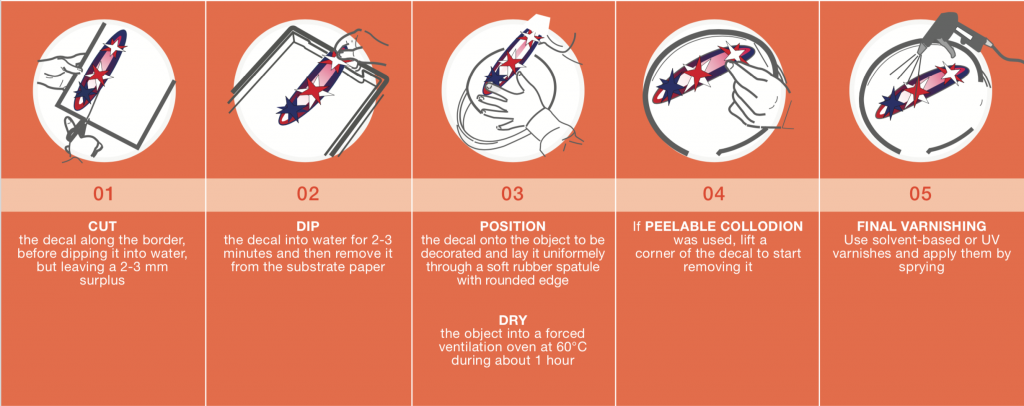 01
CUT
the decal along the border,
before dipping it into water,
but leaving a 2-3 mm
surplus
02
DIP
the decal into water for 2-3
minutes and then remove it
from the substrate paper
03
POSITION
the decal onto the object to be
decorated and lay it uniformely
through a soft rubber spatule
with rounded edge
DRY
the object into a forced
ventilation oven at 60°C
during about 1 hour
04
If PEELABLE COLLODION
was used, lift a
corner of the decal to start
removing it
05
FINAL VARNISHING
Use solvent-based or UV
varnishes and apply them by
sprying